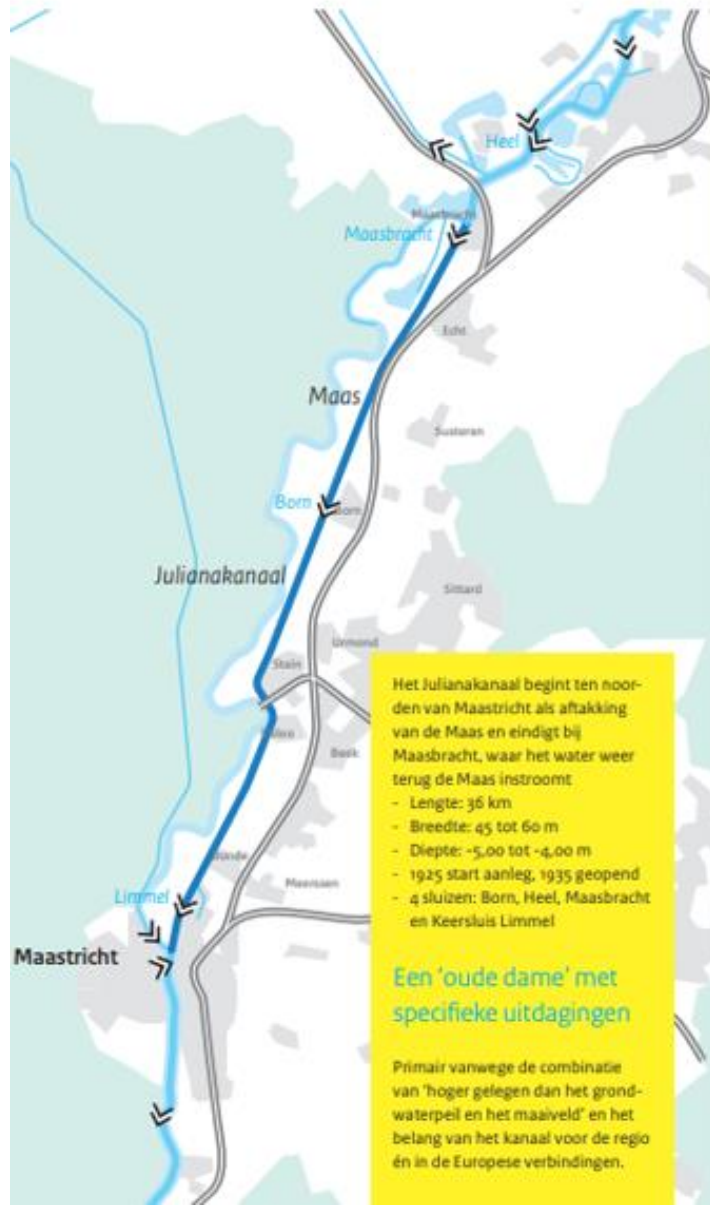 Heel
Maasbracht
Maasbracht
Echt
Maas
Susteren
Born
Born
Julianakanaal
Sittard
Urmond
Stein
Beek
Meerssen
Limmel
Maastricht
Het Julianakanaal begint ten noor-
den van Maastricht als aftakking
van de Maas en eindigt bij
Maasbracht, waar het water weer
terug de Maas instroomt
- Lengte: 36 km
- Breedte: 45 tot 60 m
- Diepte: -5,00 tot -4,00 m
- 1925 start aanleg, 1935 geopend
- 4 sluizen: Born, Heel, Maasbracht
en Keersluis Limmel
Een 'oude dame' met
specifieke uitdagingen
Primair vanwege de combinatie
van 'hoger gelegen dan het grond-
waterpeil en het maaiveld' en het
belang van het kanaal voor de regio
én in de Europese verbindingen.